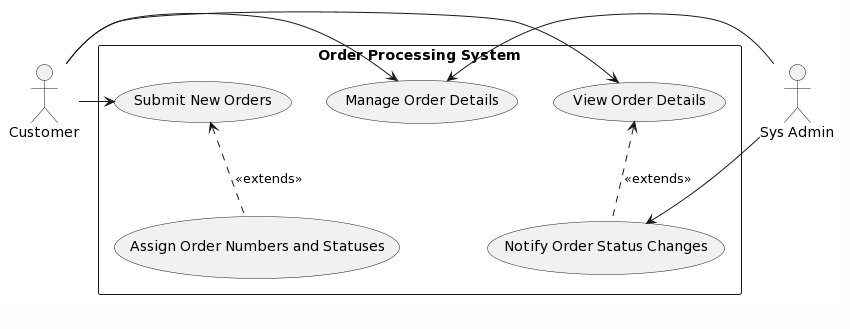 Order Processing System
Submit New Orders
Manage Order Details
View Order Details
Customer
Sys Admin
«extends»
«extends»
Assign Order Numbers and Statuses
Notify Order Status Changes